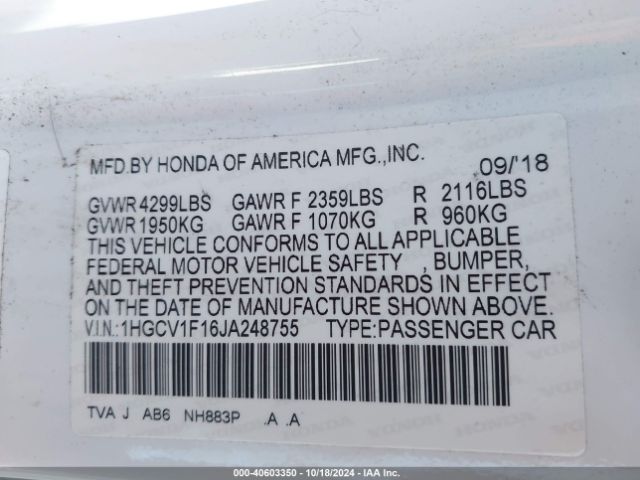 MFD.BY HONDA OF AMERICA MFG.,INC. 09/'18
GVWR 4299LBS GAWR F 2359LBS R 2116LBS
GVWR 1950KG GAWR F 1070KG R 960KG
THIS VEHICLE CONFORMS TO ALL APPLICABLE
FEDERAL MOTOR VEHICLE SAFETY , BUMPER,
AND THEFT PREVENTION STANDARDS IN EFFECT
ON THE DATE OF MANUFACTURE SHOWN ABOVE.
V.I.N.:1HGCV1F16JA248755 TYPE:PASSENGER CAR
TVA J AB6 NH883P .A .A
000-40603350 | 10/18/2024 | IAA Inc.